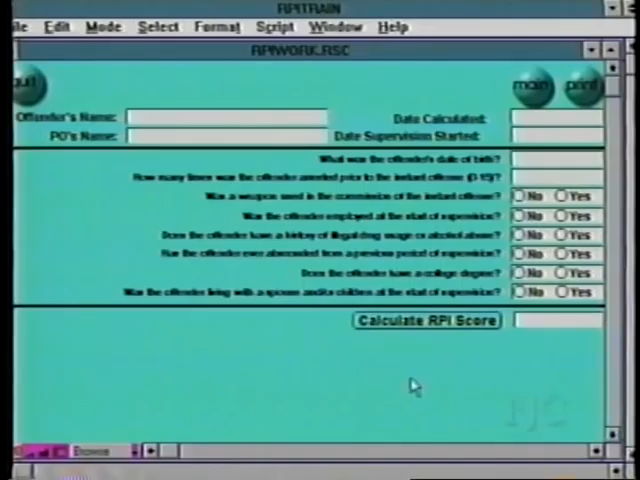 RPITRAIN
ile Edit Mode Select Format Script Window Help
RPIWORK.RSC
quit main print
Offender's Name: Date Calculated:
PO's Name: Date Supervision Started:
What was the offender's date of birth?
How many times was the offender arrested prior to the instant offense (0-15)?
Was a weapon used in the commission of the instant offense? No Yes
Was the offender employed at the start of supervision? No Yes
Does the offender have a history of illegal drug usage or alcohol abuse? No Yes
Has the offender ever absconded from a previous period of supervision? No Yes
Does the offender have a college degree? No Yes
Was the offender living with a spouse and/or children at the start of supervision? No Yes
Calculate RPI Score
FJC
Browse